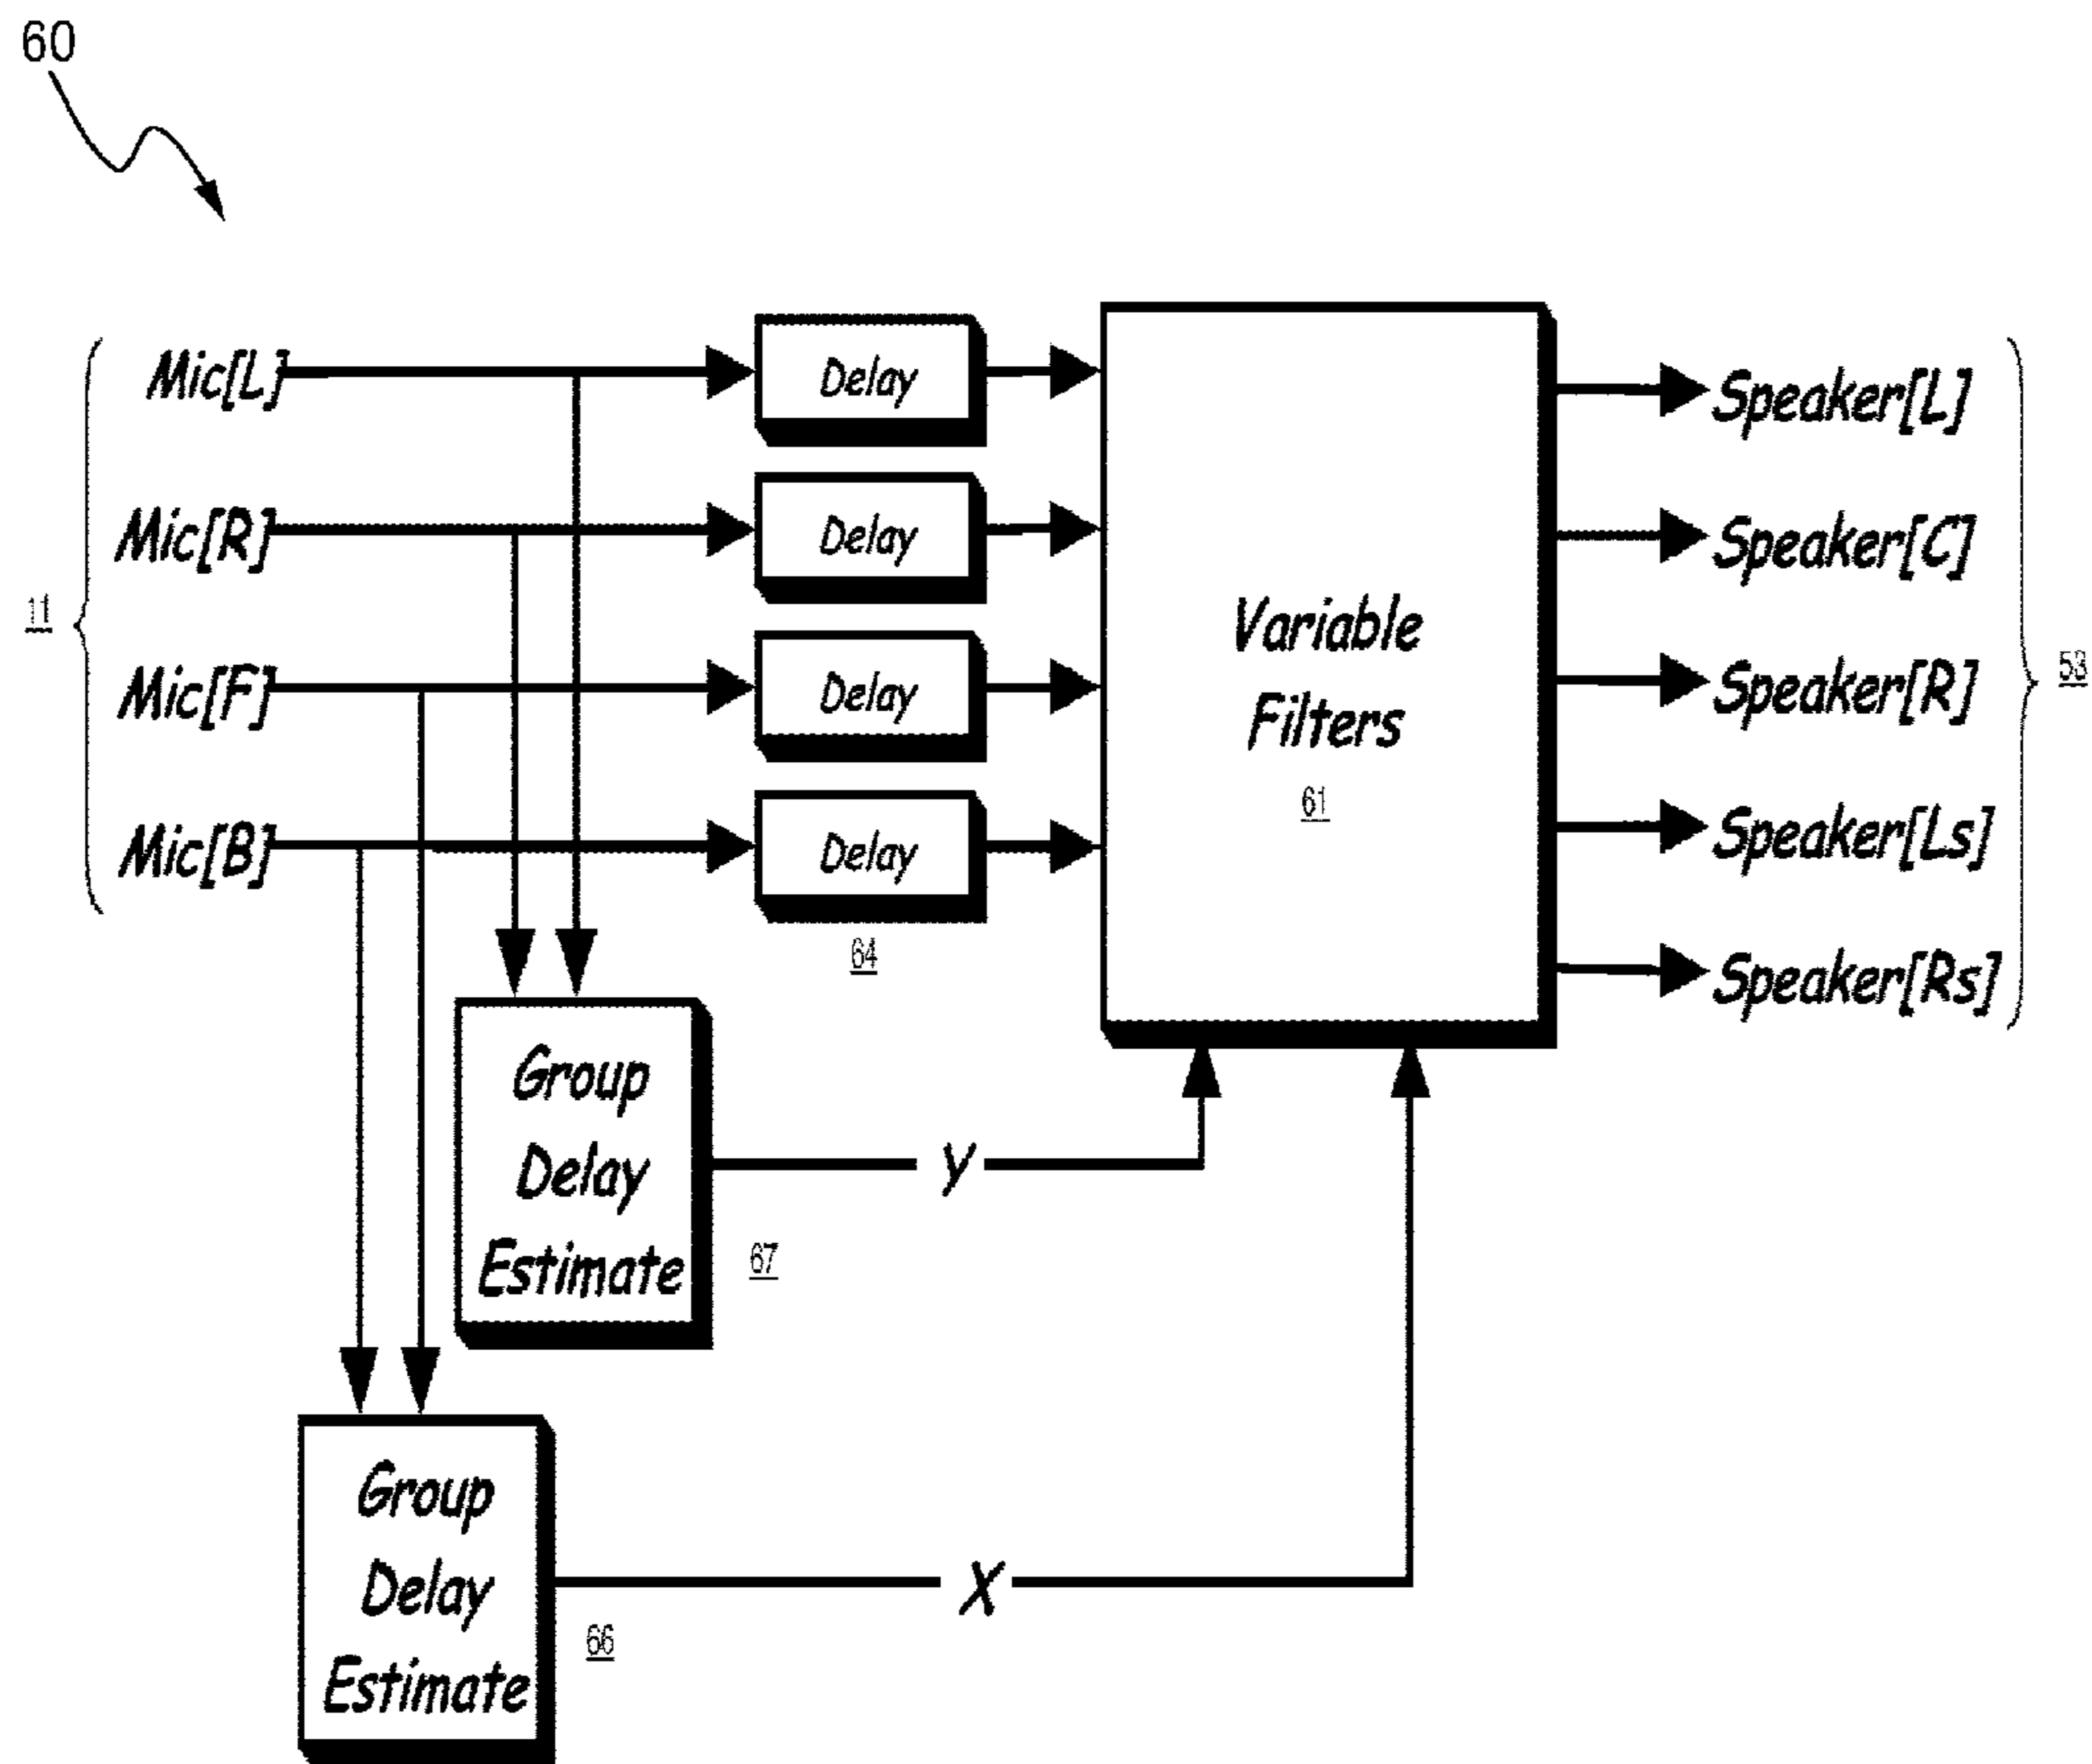 60
Mic[L]
Mic[R]
Mic[F]
Mic[B]
11
Delay
Delay
Delay
Delay
64
Variable
Filters
61
Speaker[L]
Speaker[C]
Speaker[R]
Speaker[Ls]
Speaker[Rs]
53
Group
Delay
Estimate
67
Y
Group
Delay
Estimate
66
X